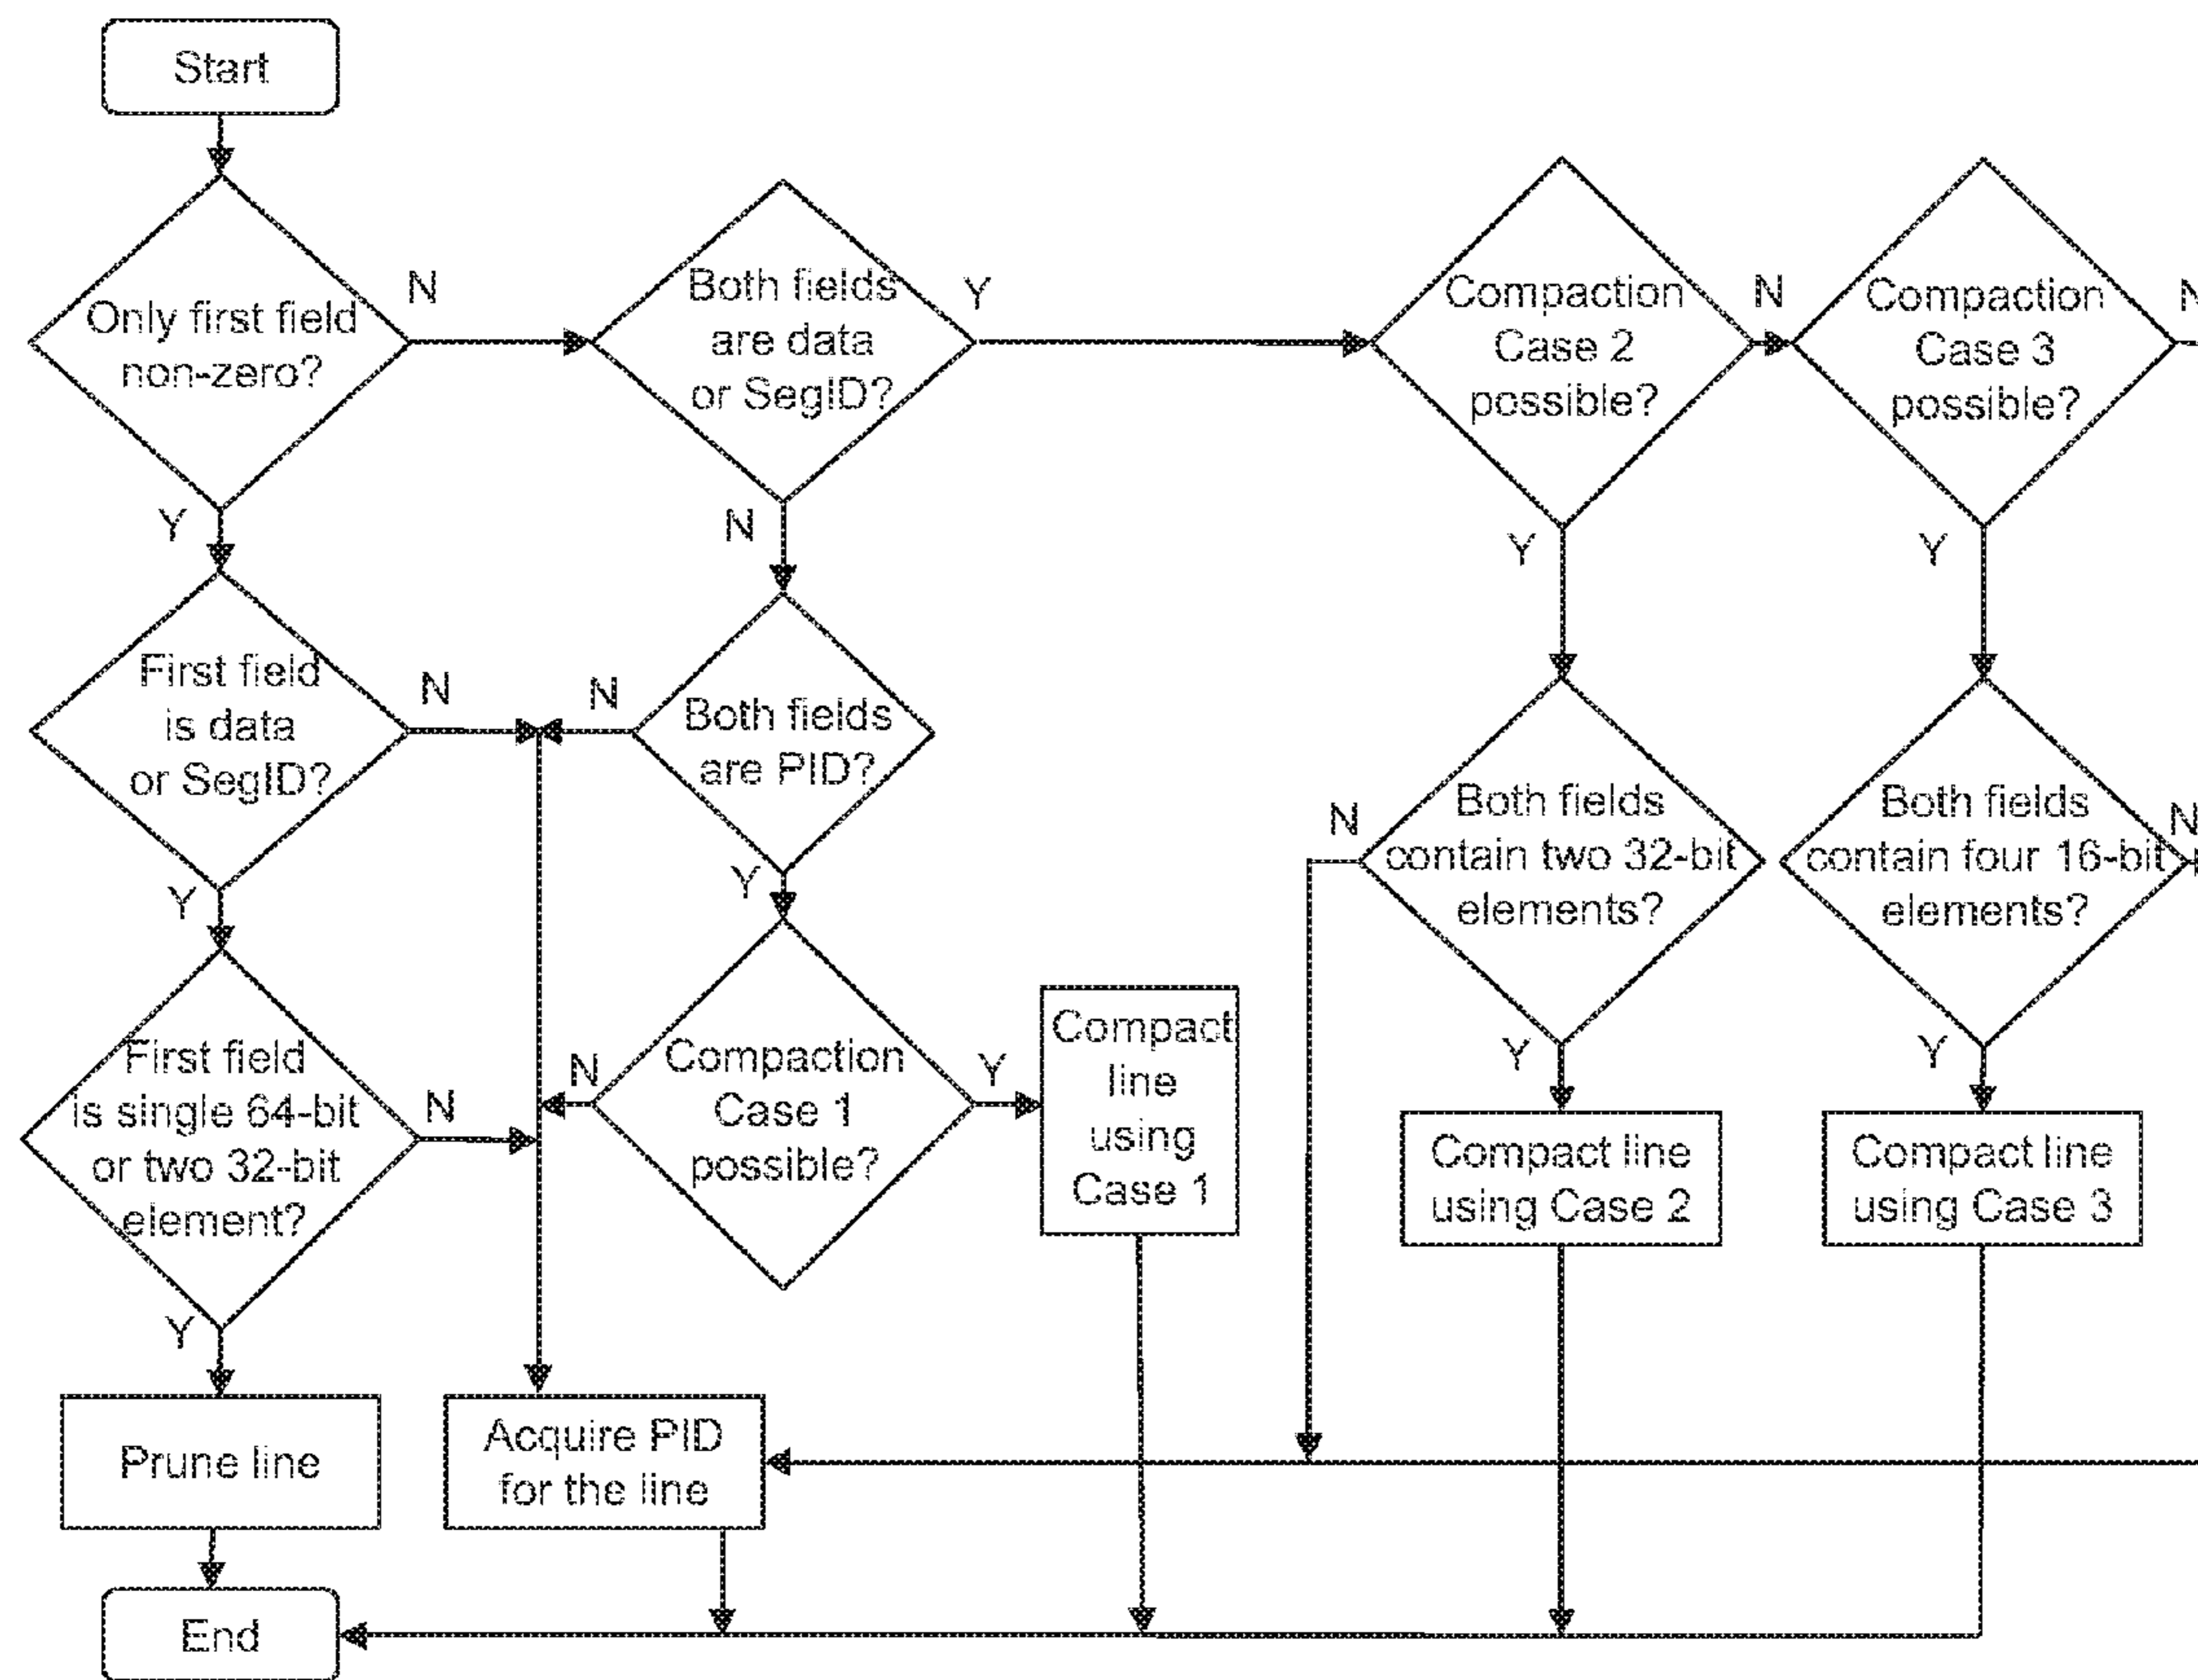 Start
Only first field
non-zero?
N
Y
Both fields
are data
or SegID?
Y
N
Compaction
Case 2
possible?
N
Y
Compaction
Case 3
possible?
N
Y
First field
is data
or SegID?
N
Y
Both fields
are PID?
N
Y
Both fields
contain two 32-bit
elements?
N
Y
Both fields
contain four 16-bit
elements?
N
Y
First field
is single 64-bit
or two 32-bit
element?
N
Y
Compaction
Case 1
possible?
N
Y
Compact
line
using
Case 1
Compact line
using Case 2
Compact line
using Case 3
Prune line
Acquire PID
for the line
End